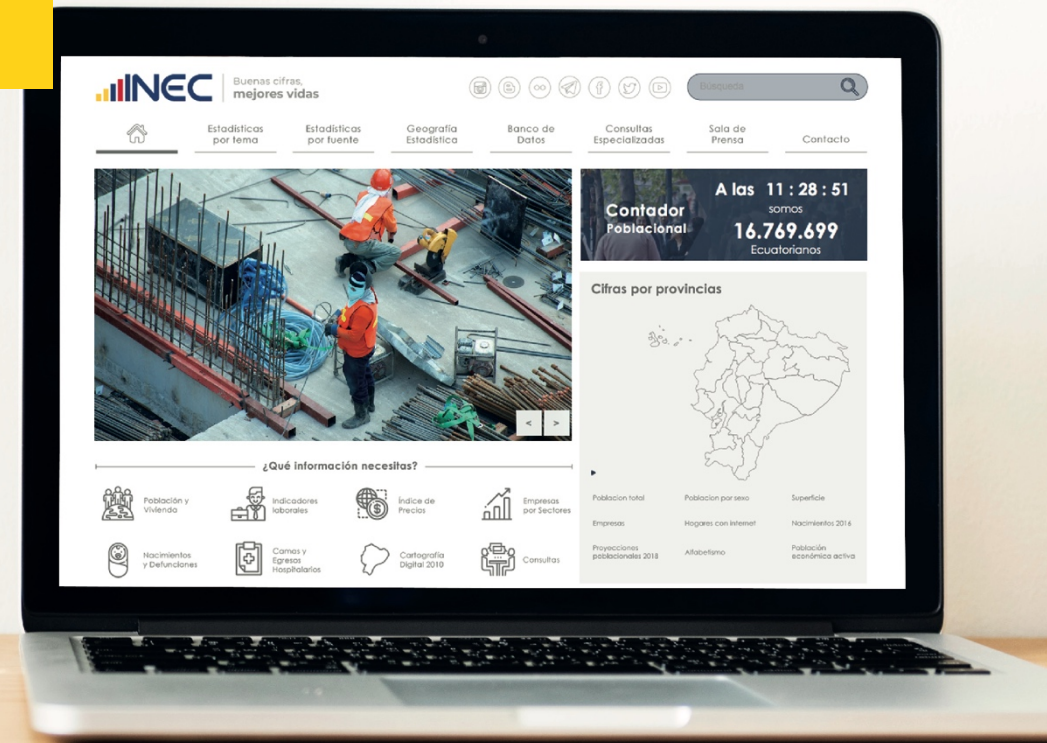 INEC
Buenas cifras,
mejores vidas
Búsqueda
Estadísticas
por tema
Estadísticas
por fuente
Geografía
Estadística
Banco de
Datos
Consultas
Especializadas
Sala de
Prensa
Contacto
Contador
Poblacional
A las 11 : 28 : 51
somos
16.769.699
Ecuatorianos
Cifras por provincias
< >
¿Qué información necesitas?
Población y
Vivienda
Indicadores
laborales
Índice de
Precios
Empresas
por Sectores
Nacimientos
y Defunciones
Camas y
Egresos
Hospitalarios
Cartografía
Digital 2010
Consultas
Poblacion total
Poblacion por sexo
Superficie
Empresas
Hogares con internet
Nacimientos 2016
Proyecciones
poblacionales 2018
Alfabetismo
Población
económica activa